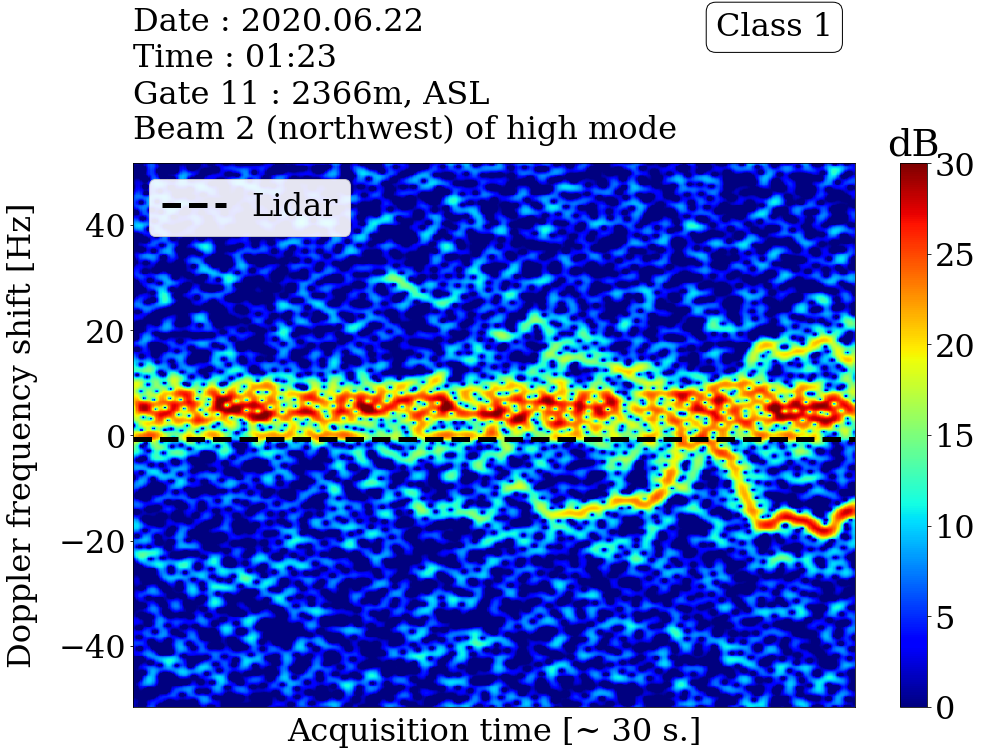 Date : 2020.06.22
Time : 01:23
Gate 11 : 2366m, ASL
Beam 2 (northwest) of high mode
Class 1
dB
30
25
20
15
10
5
0
Lidar
Doppler frequency shift [Hz]
40
20
0
−20
−40
Acquisition time [~ 30 s.]